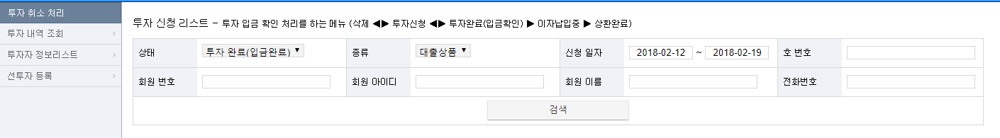 투자 취소 처리
투자 내역 조회
투자자 정보리스트
선투자 등록
투자 신청 리스트 - 투자 입금 확인 처리를 하는 메뉴 (삭제 ◀▶ 투자신청 ◀▶ 투자완료(입금확인) ▶ 이자납입중 ▶ 상환완료)
상태 투자 완료(입금완료) ▼ 종류 대출상품 ▼ 신청 일자 2018-02-12 ~ 2018-02-19 호 번호
회원 번호 회원 아이디 회원 이름 전화번호
검색